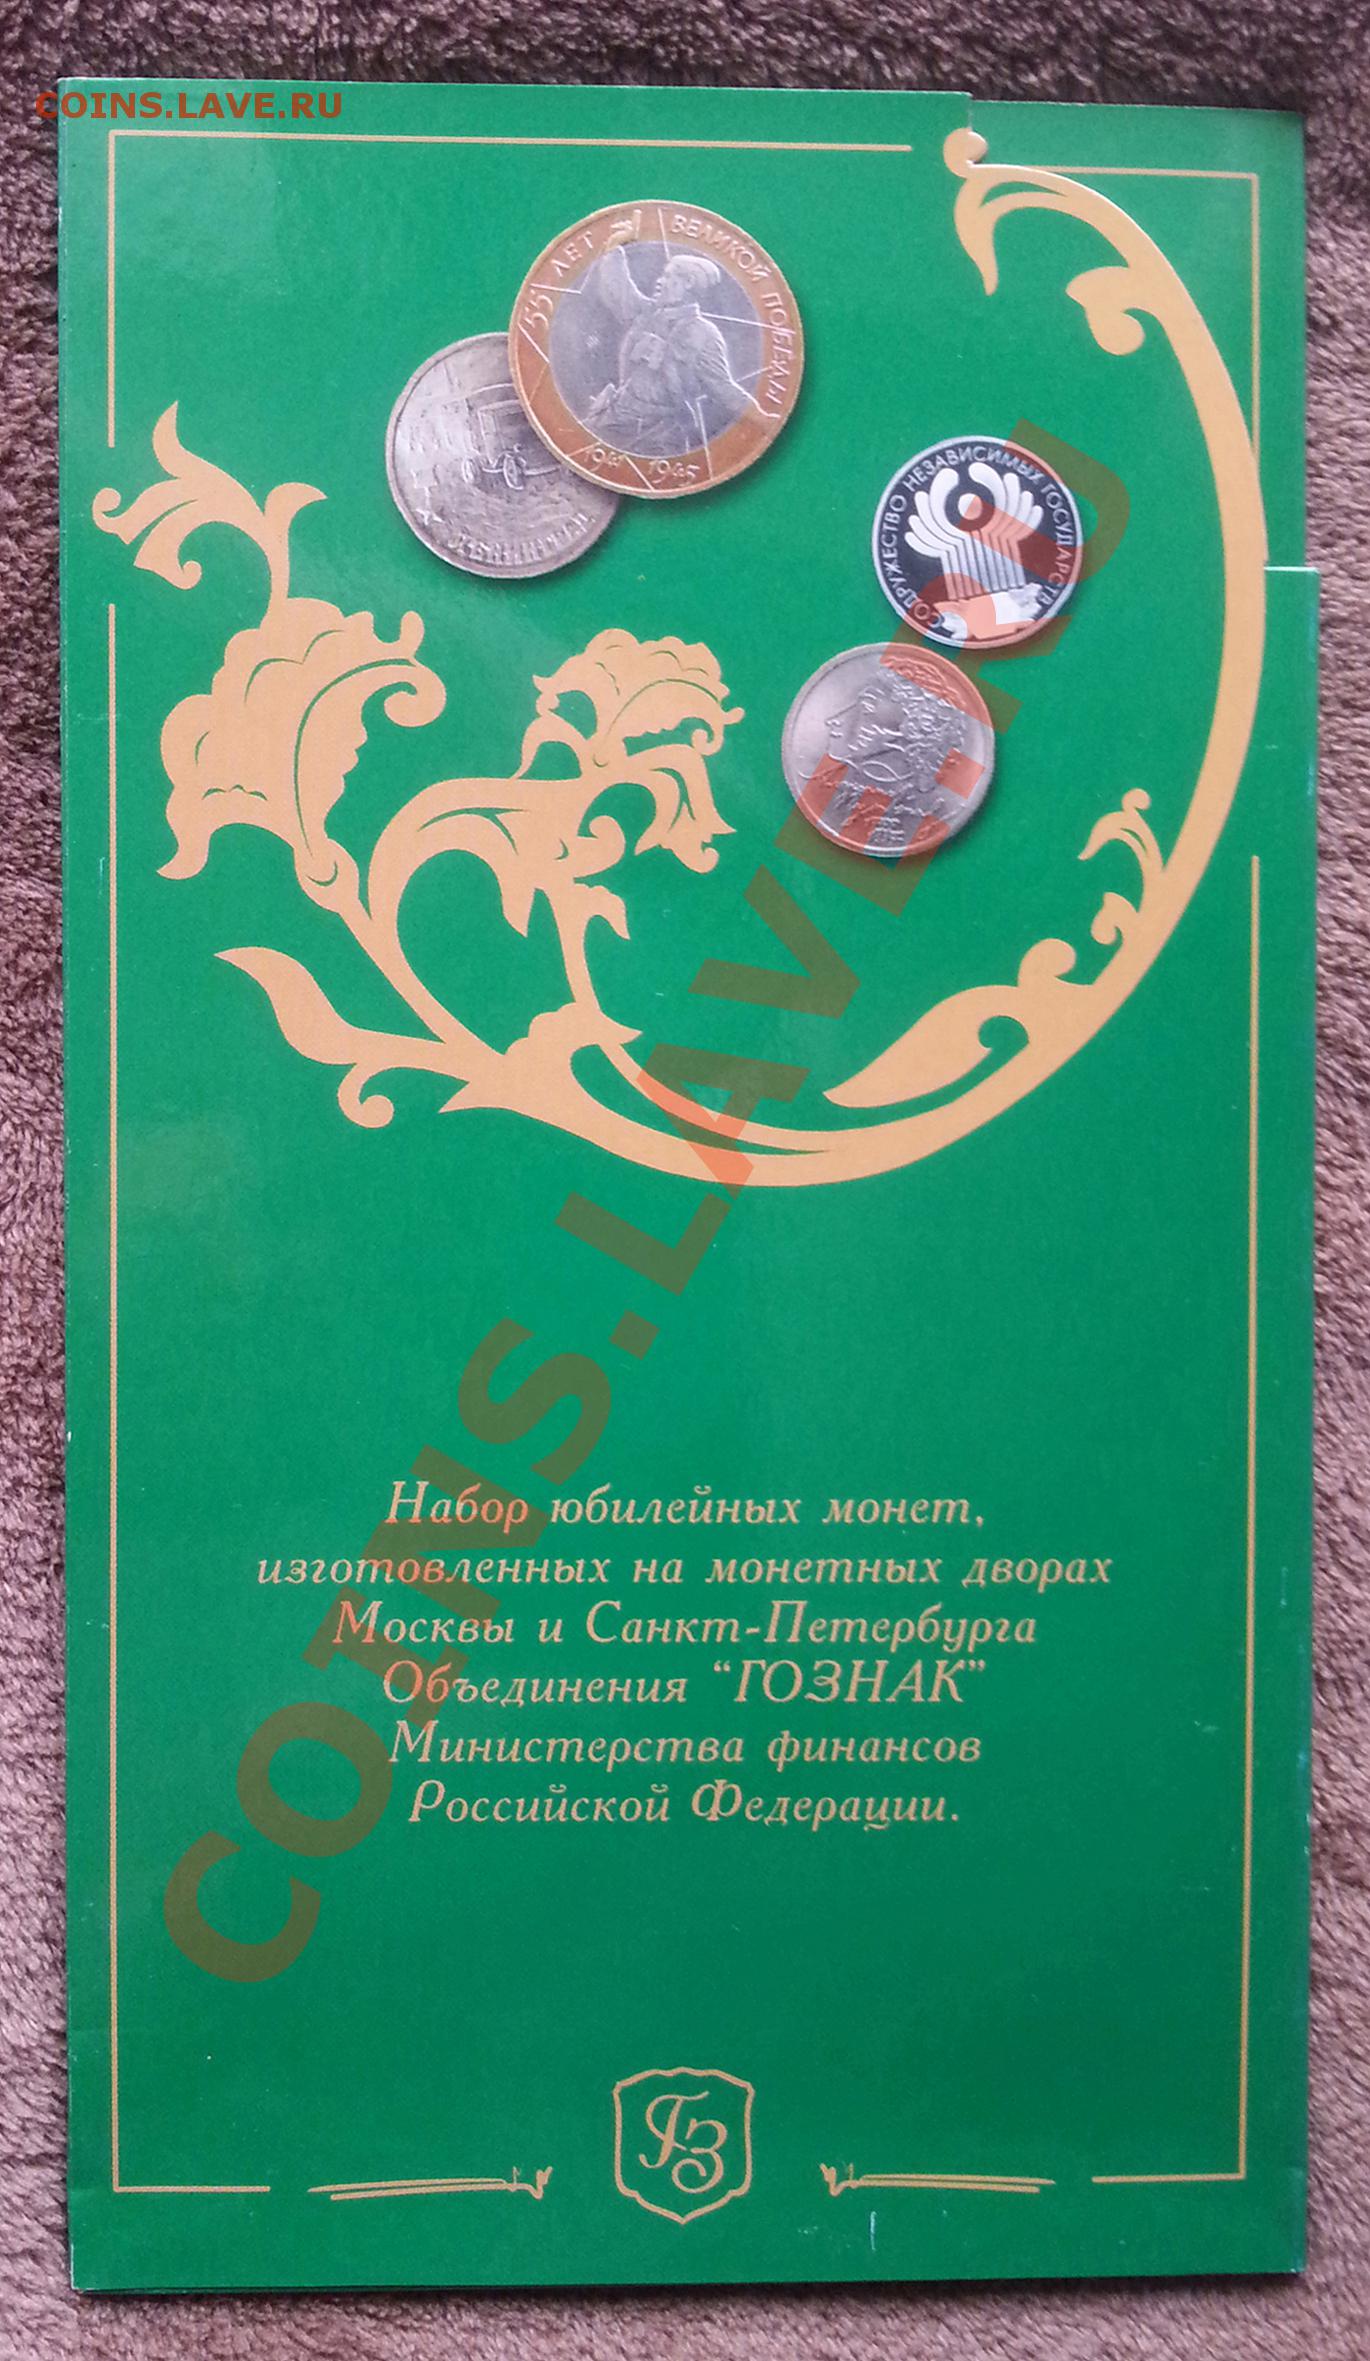 COINS.LAVE.RU
55 ЛЕТ ВЕЛИКОЙ ПОБЕДЫ
1941 1945
СОДРУЖЕСТВО НЕЗАВИСИМЫХ ГОСУДАРСТВ
COINS.LAVE.RU
Набор юбилейных монет,
изготовленных на монетных дворах
Москвы и Санкт-Петербурга
Объединения "ГОЗНАК"
Министерства финансов
Российской Федерации.
ГЗ